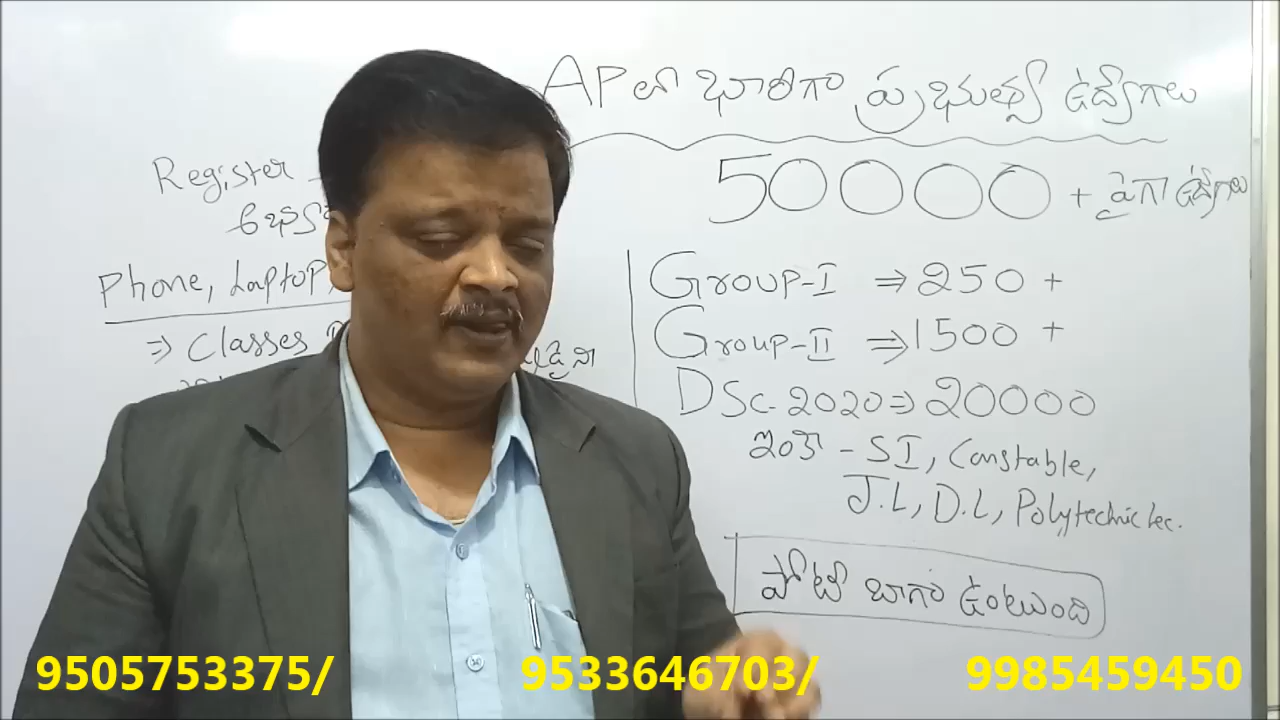 AP లో భారీగా ప్రభుత్వ ఉద్యోగాలు
50000 + పైగా ఉద్యోగాలు
Register -
Phone, Laptop,
⇒ Classes
Group-I ⇒ 250 +
Group-II ⇒ 1500 +
DSc-2020 ⇒ 20000
ఇంకా - SI, Constable,
J.L, D.L, Polytechnic Lec.
పోటీ బాగా ఉంటుంది
9505753375/ 9533646703/ 9985459450